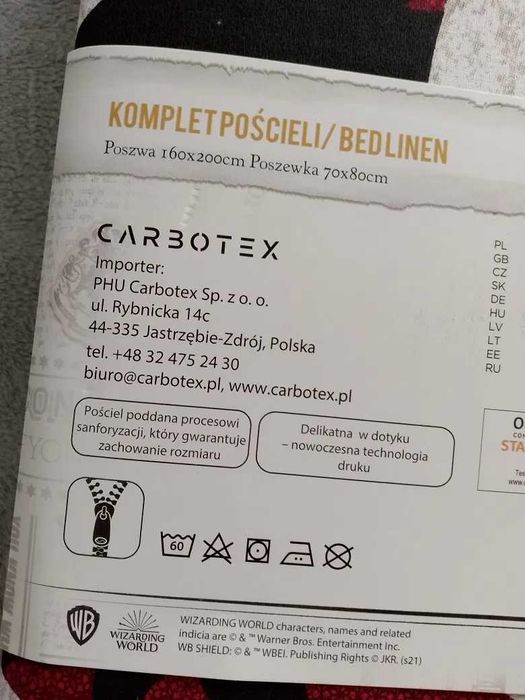 KOMPLET POŚCIELI/ BED LINEN
Poszwa 160x200cm Poszewka 70x80cm
CARBOTEX
Importer:
PHU Carbotex Sp. z o. o.
ul. Rybnicka 14c
44-335 Jastrzębie-Zdrój, Polska
tel. +48 32 475 24 30
biuro@carbotex.pl, www.carbotex.pl
PL
GB
CZ
SK
DE
HU
LV
LT
EE
RU
Pościel poddana procesowi
sanforyzacji, który gwarantuje
zachowanie rozmiaru
Delikatna w dotyku
– nowoczesna technologia
druku
STA
60
WB
WIZARDING
WORLD
WIZARDING WORLD characters, names and related
indicia are © & ™ Warner Bros. Entertainment Inc.
WB SHIELD: © & ™ WBEI. Publishing Rights © JKR. (s21)